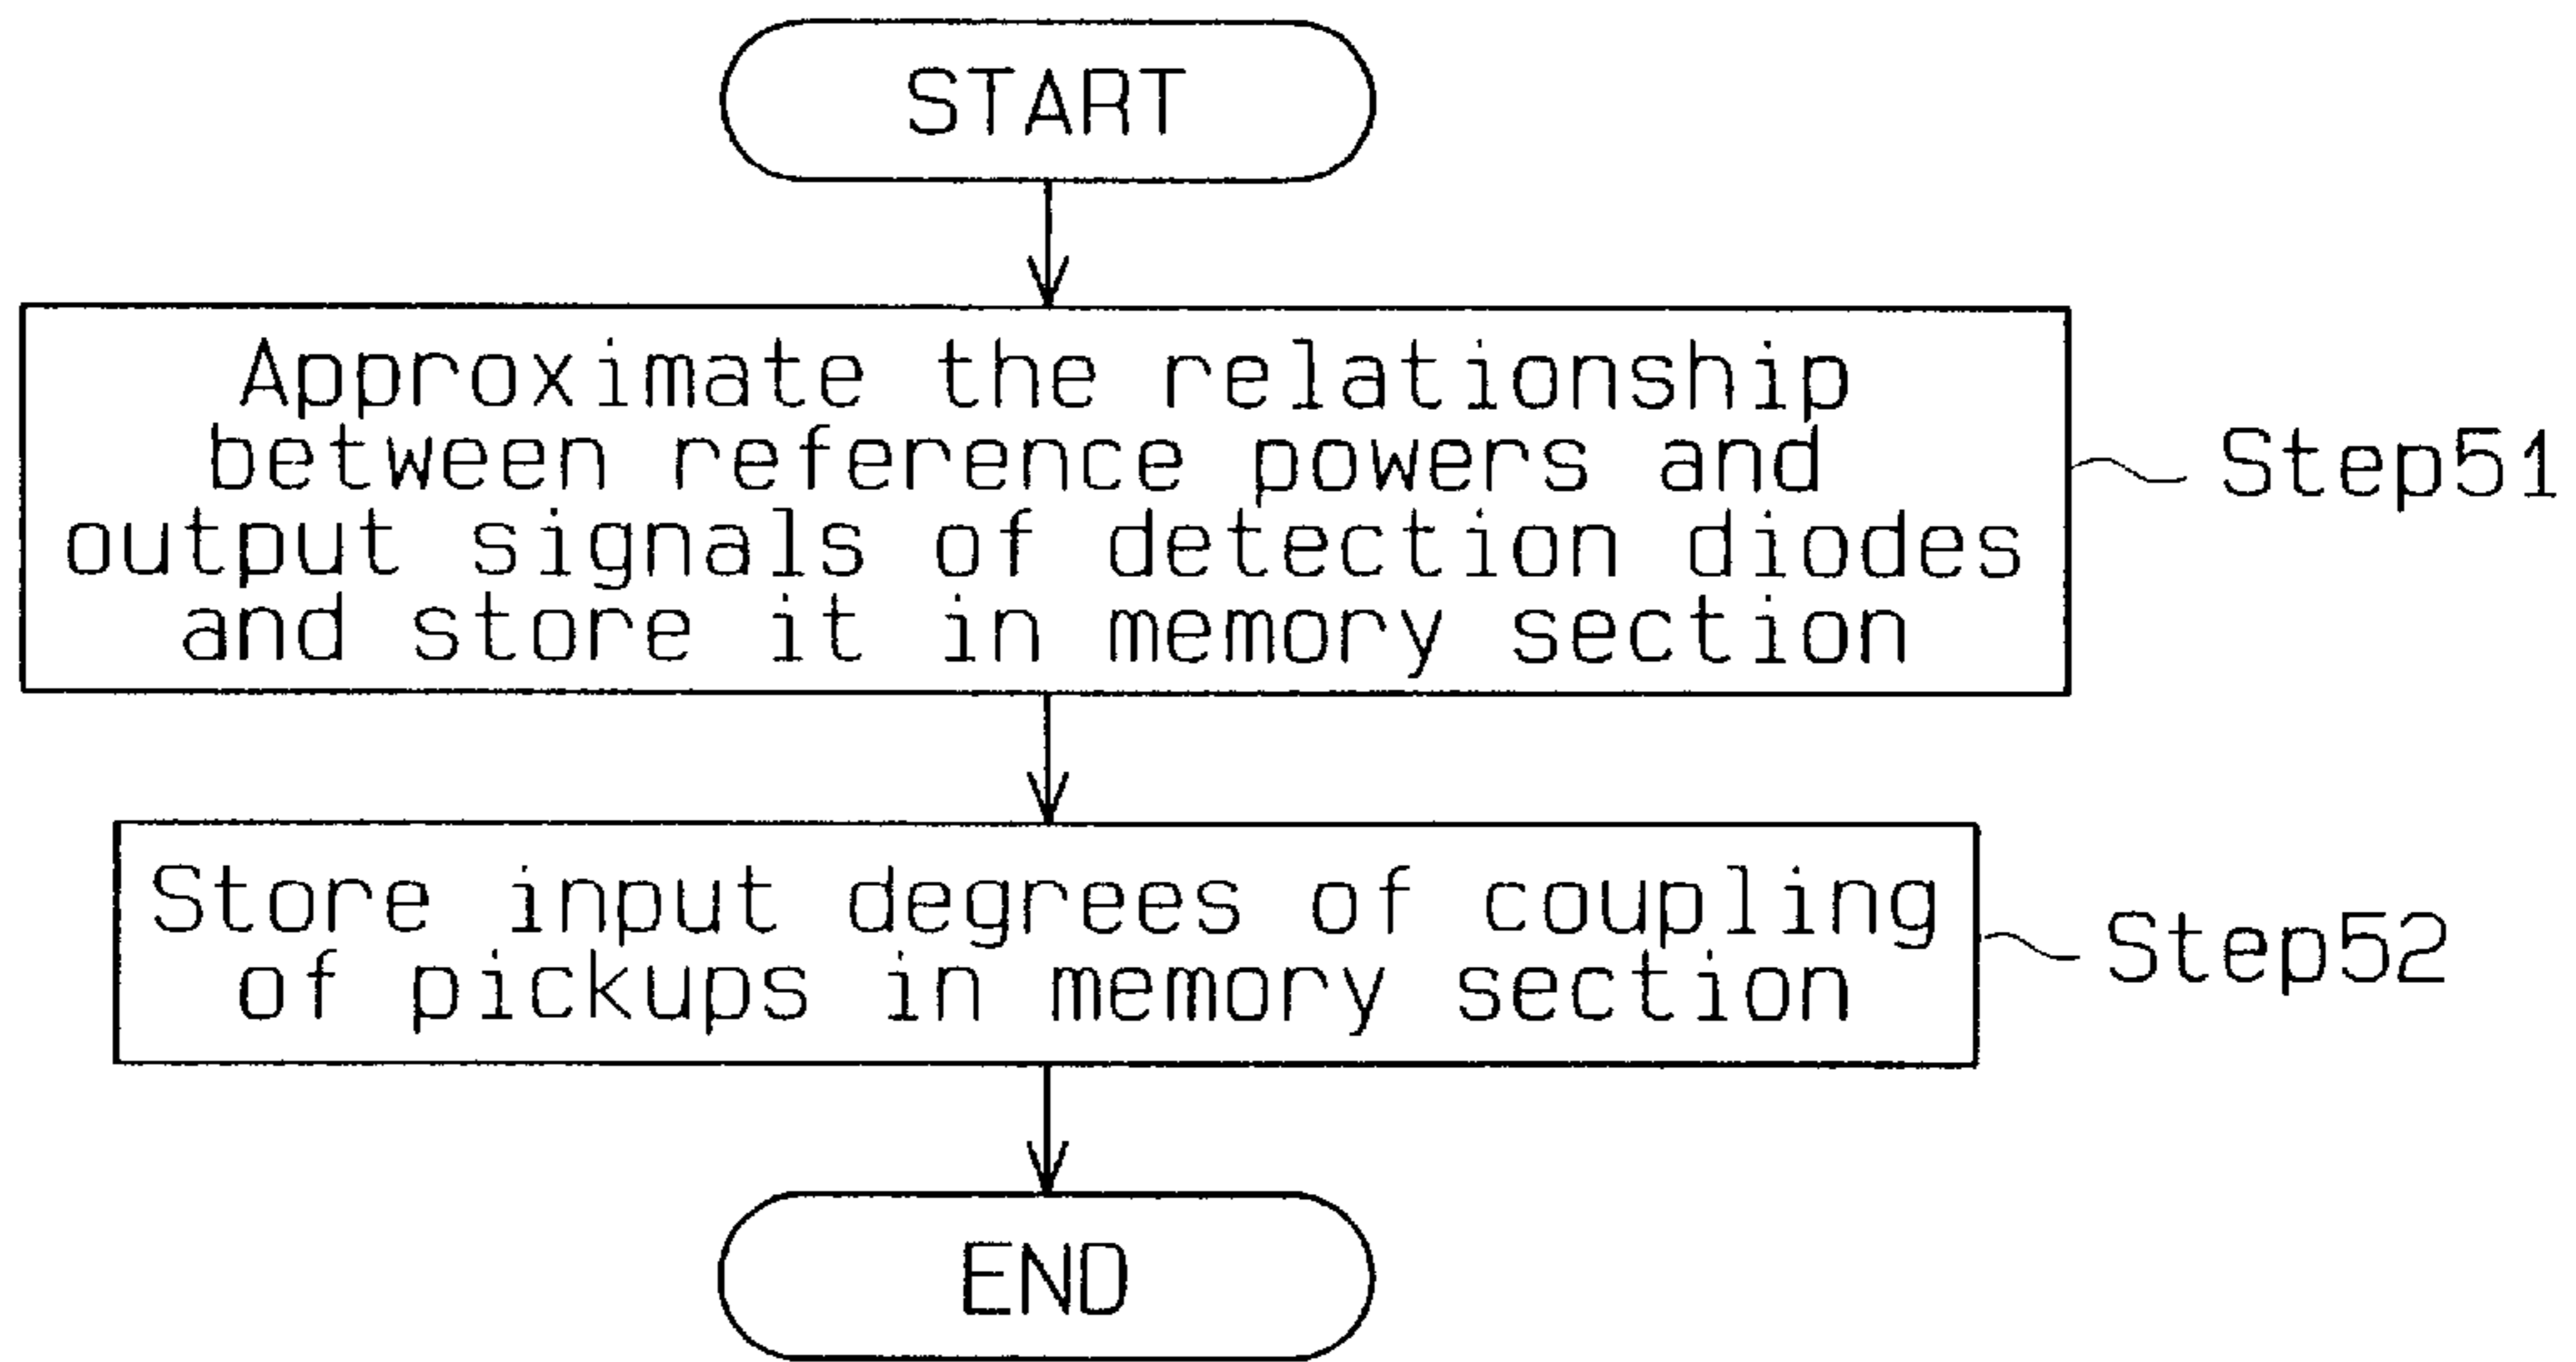 START
Approximate the relationship
between reference powers and
output signals of detection diodes
and store it in memory section
Step51
Store input degrees of coupling
of pickups in memory section
Step52
END